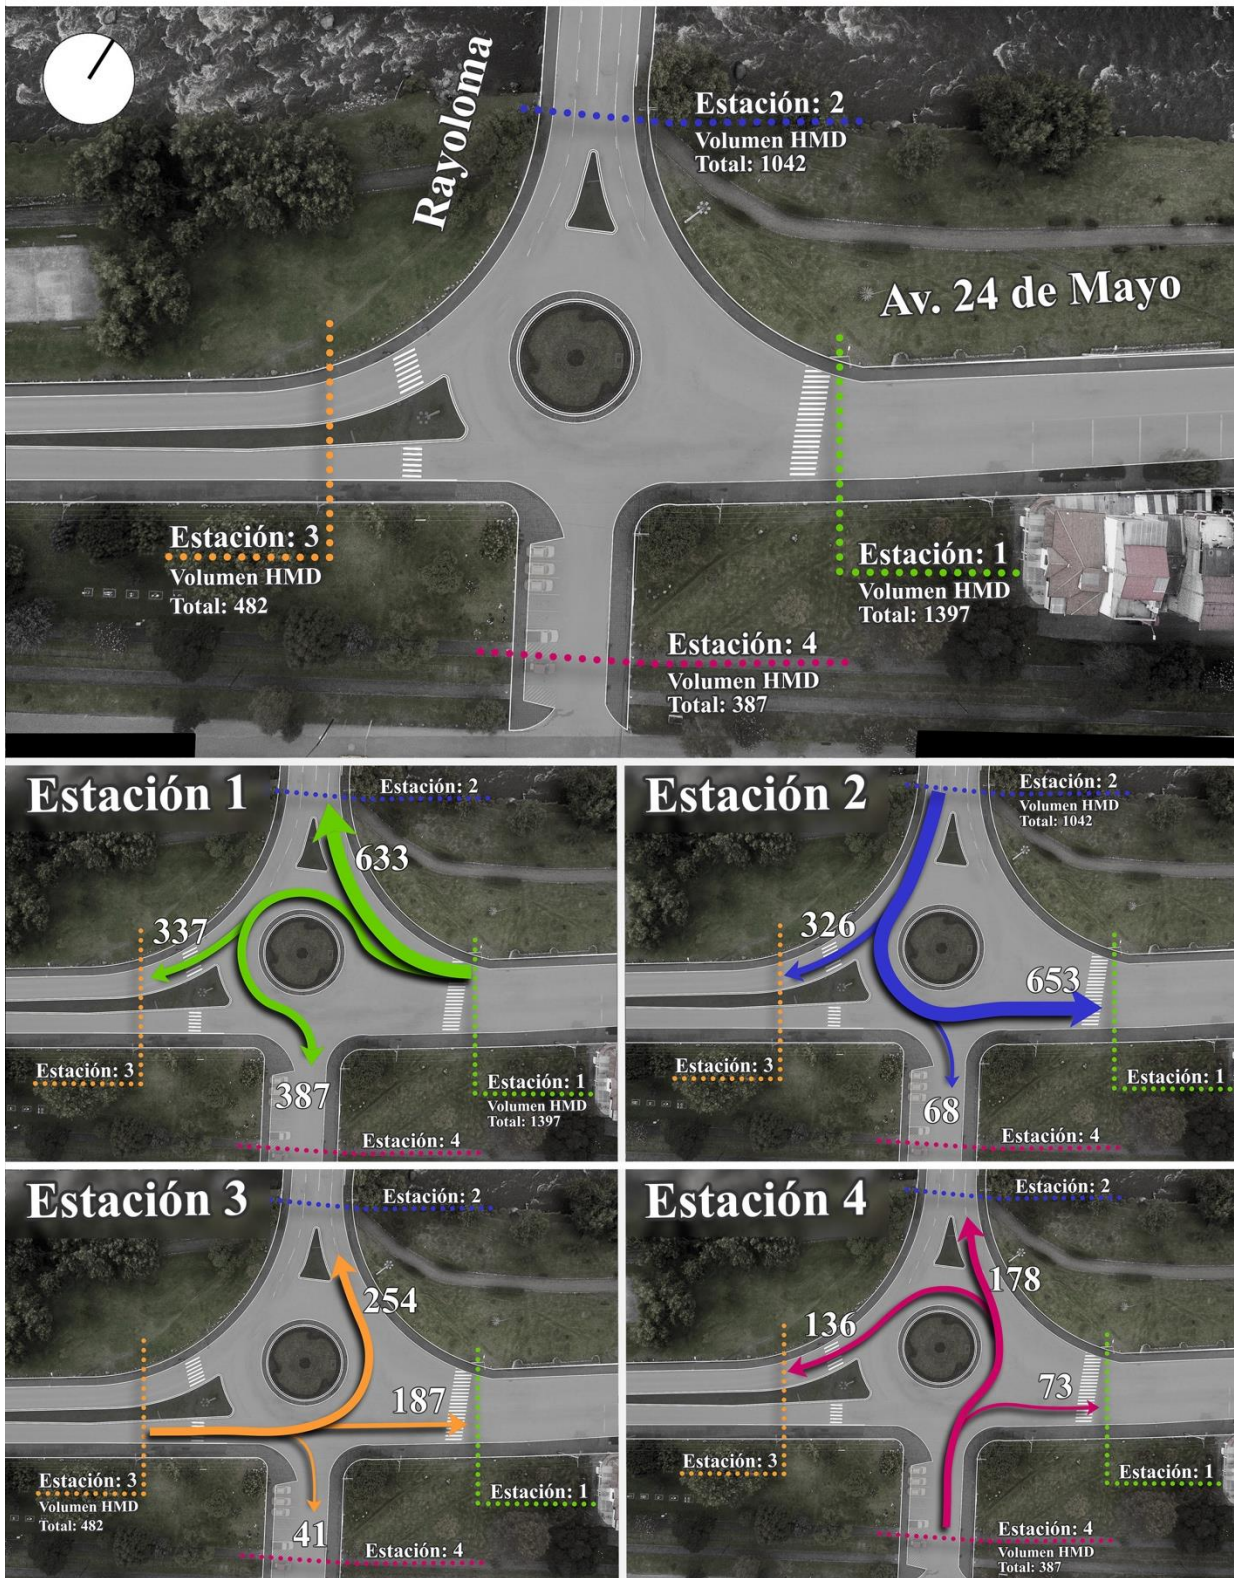 Rayoloma
Estación: 2
Volumen HMD
Total: 1042
Av. 24 de Mayo
Estación: 3
Volumen HMD
Total: 482
Estación: 1
Volumen HMD
Total: 1397
Estación: 4
Volumen HMD
Total: 387
Estación 1
Estación: 2
633
337
387
Estación: 3
Estación: 1
Volumen HMD
Total: 1397
Estación: 4
Estación 2
Estación: 2
Volumen HMD
Total: 1042
326
653
68
Estación: 3
Estación: 1
Estación: 4
Estación 3
Estación: 2
254
187
41
Estación: 3
Volumen HMD
Total: 482
Estación: 1
Estación: 4
Estación 4
Estación: 2
178
136
73
Estación: 3
Estación: 1
Estación: 4
Volumen HMD
Total: 387